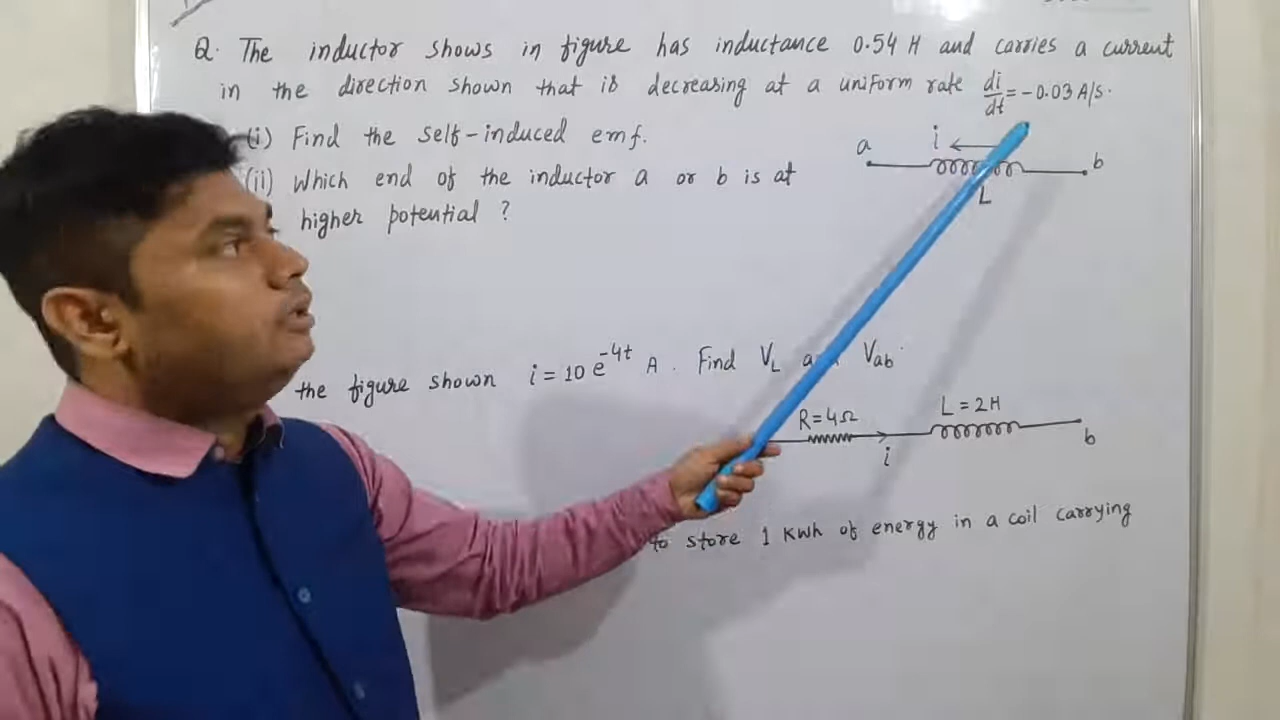 Q. The inductor shows in figure has inductance 0.54 H and carries a current
in the direction shown that is decreasing at a uniform rate di/dt = -0.03 A/s.
(i) Find the self-induced emf.
(ii) Which end of the inductor a or b is at
higher potential ?
a i b
L
the figure shown i = 10 e^-4t A. Find VL Vab.
R=4Ω L=2H
i b
to store 1 kwh of energy in a coil carrying